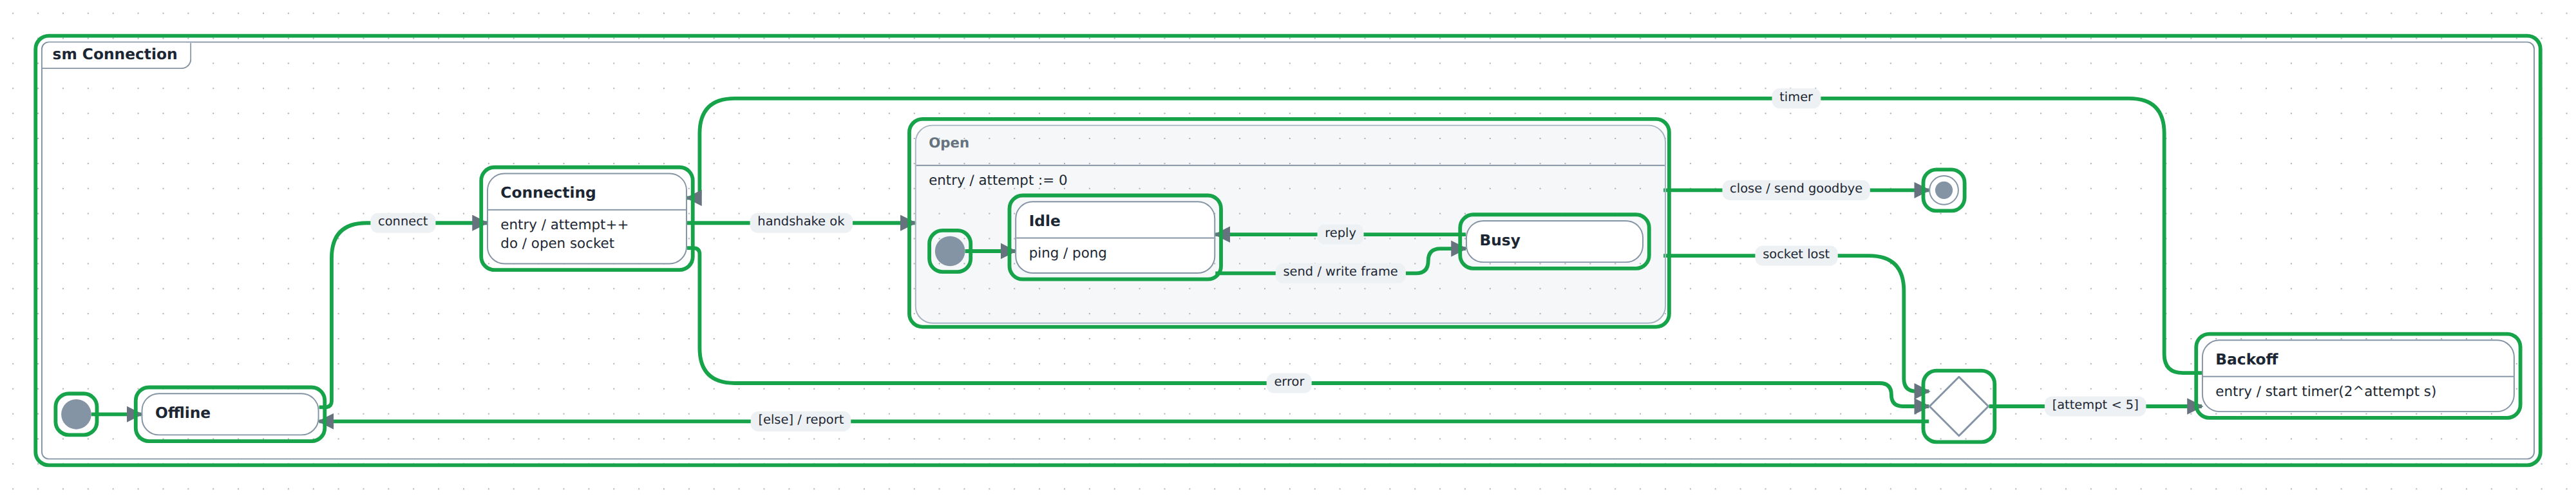 sm Connection
timer
Open
entry / attempt := 0
close / send goodbye
Connecting
entry / attempt++
do / open socket
connect
handshake ok
Idle
ping / pong
reply
send / write frame
Busy
socket lost
error
Backoff
entry / start timer(2^attempt s)
[attempt < 5]
Offline
[else] / report